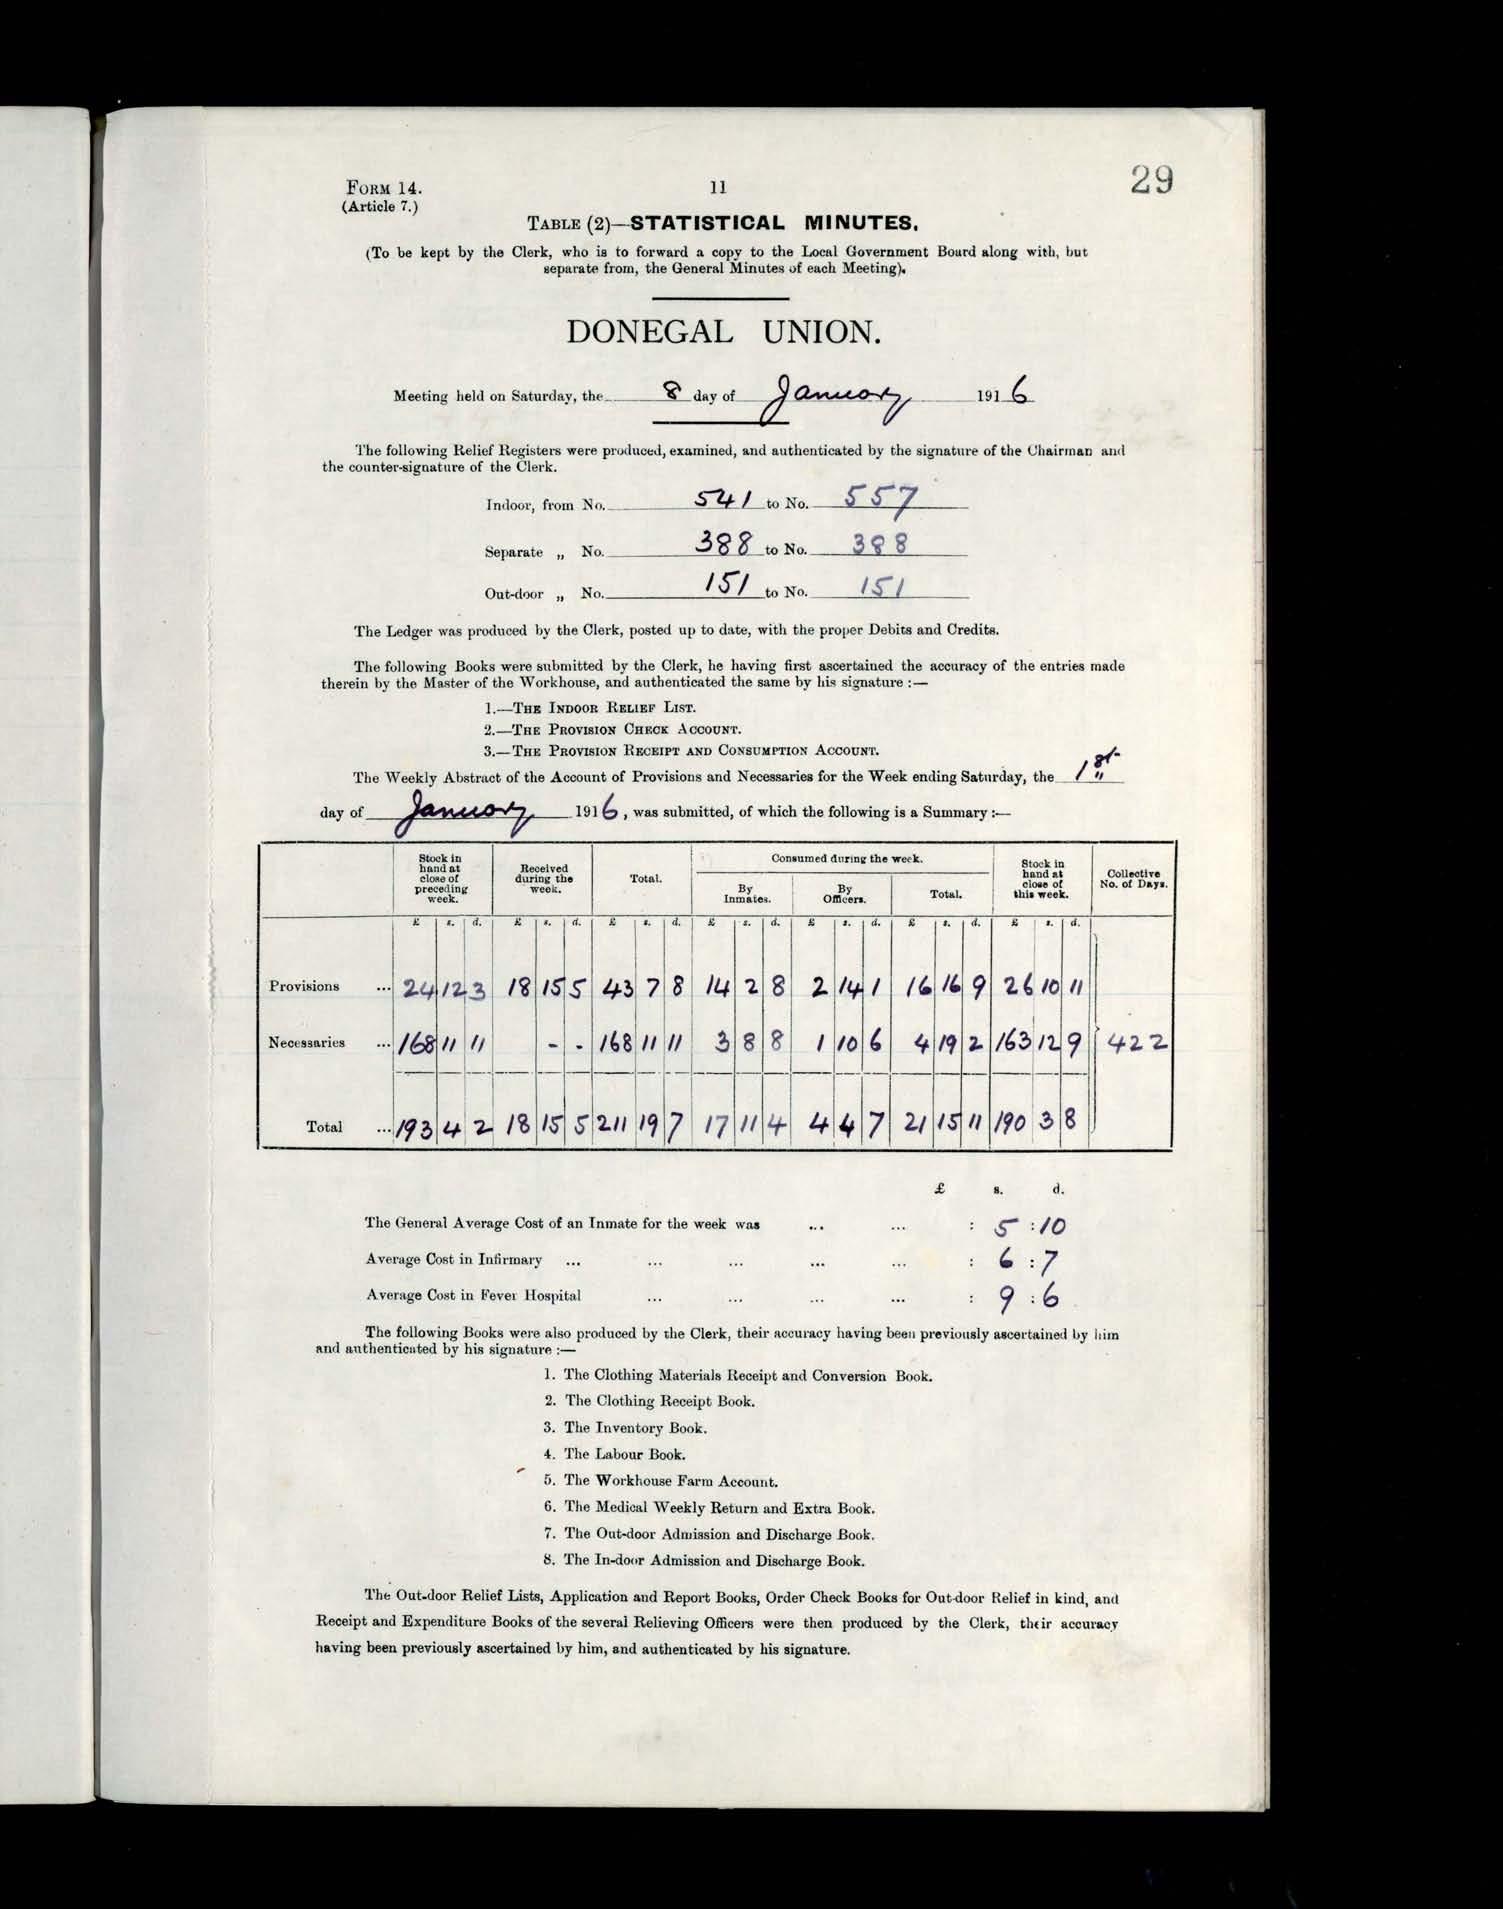 FORM 14.
11
29
(Article 7.)
TABLE (2)—STATISTICAL MINUTES.
(To be kept by the Clerk, who is to forward a copy to the Local Government Board along with, but
separate from, the General Minutes of each Meeting).
DONEGAL UNION.
Meeting held on Saturday, the 8 day of January 1916
The following Relief Registers were produced, examined, and authenticated by the signature of the Chairman and
the counter-signature of the Clerk.
Indoor, from No. 541 to No. 557
Separate „ No. 388 to No. 388
Out-door „ No. 151 to No. 151
The Ledger was produced by the Clerk, posted up to date, with the proper Debits and Credits.
The following Books were submitted by the Clerk, he having first ascertained the accuracy of the entries made
therein by the Master of the Workhouse, and authenticated the same by his signature :—
1.—THE INDOOR RELIEF LIST.
2.—THE PROVISION CHECK ACCOUNT.
3.—THE PROVISION RECEIPT AND CONSUMPTION ACCOUNT.
The Weekly Abstract of the Account of Provisions and Necessaries for the Week ending Saturday, the 1st
day of January 1916, was submitted, of which the following is a Summary :—
Stock in hand at close of preceding week. Received during the week. Total. Consumed during the week. Stock in hand at close of this week. Collective No. of Days.
By Inmates. By Officers. Total.
£ s. d. £ s. d. £ s. d. £ s. d. £ s. d. £ s. d. £ s. d.
Provisions ... 24 12 3 18 15 5 43 7 8 14 2 8 2 14 1 16 16 9 26 10 11
Necessaries ... 168 11 11 - - 168 11 11 3 8 8 1 10 6 4 19 2 163 12 9 422
Total ... 193 4 2 18 15 5 211 19 7 17 11 4 4 4 7 21 15 11 190 3 8
£ s. d.
The General Average Cost of an Inmate for the week was ... ... : 5 : 10
Average Cost in Infirmary ... ... ... ... ... : 6 : 7
Average Cost in Fever Hospital ... ... ... ... : 9 : 6
The following Books were also produced by the Clerk, their accuracy having been previously ascertained by him
and authenticated by his signature :—
1. The Clothing Materials Receipt and Conversion Book.
2. The Clothing Receipt Book.
3. The Inventory Book.
4. The Labour Book.
5. The Workhouse Farm Account.
6. The Medical Weekly Return and Extra Book.
7. The Out-door Admission and Discharge Book.
8. The In-door Admission and Discharge Book.
The Out-door Relief Lists, Application and Report Books, Order Check Books for Out-door Relief in kind, and
Receipt and Expenditure Books of the several Relieving Officers were then produced by the Clerk, their accuracy
having been previously ascertained by him, and authenticated by his signature.